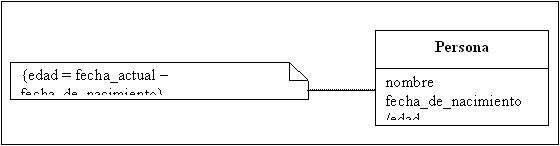 {edad = fecha_actual –
fecha_de_nacimiento}
Persona
nombre
fecha_de_nacimiento
/edad